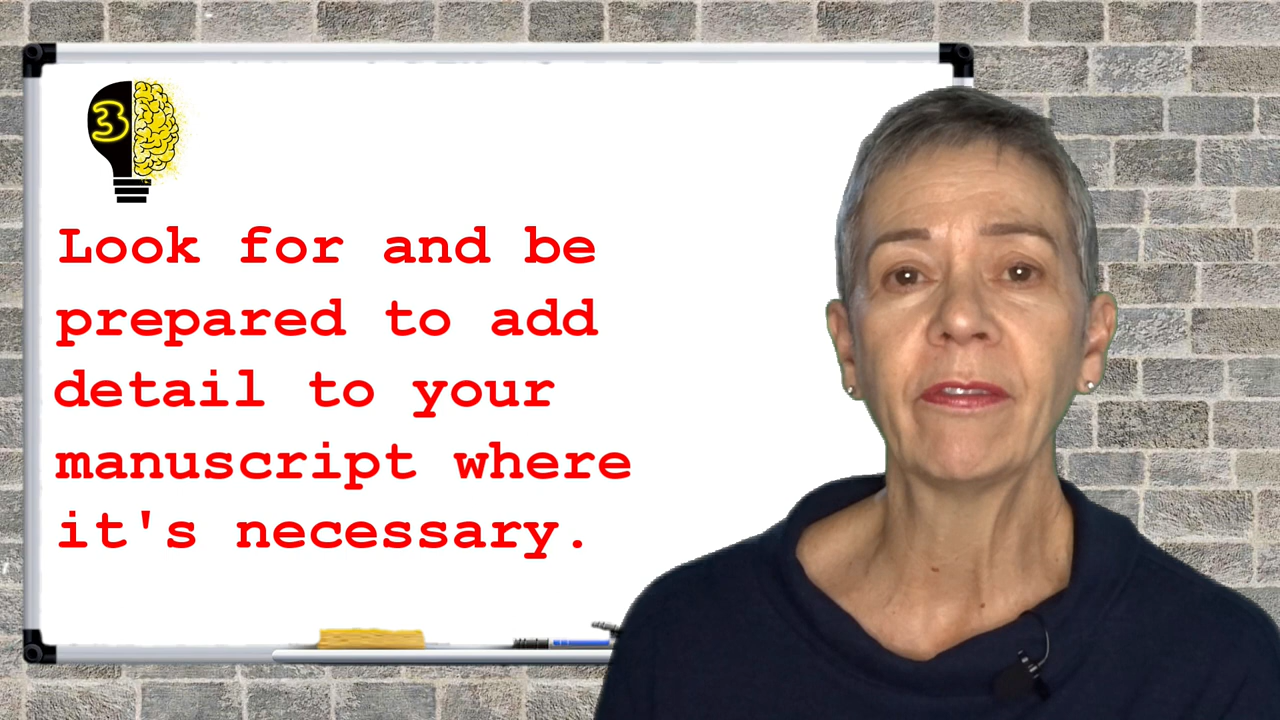 3
Look for and be
prepared to add
detail to your
manuscript where
it's necessary.